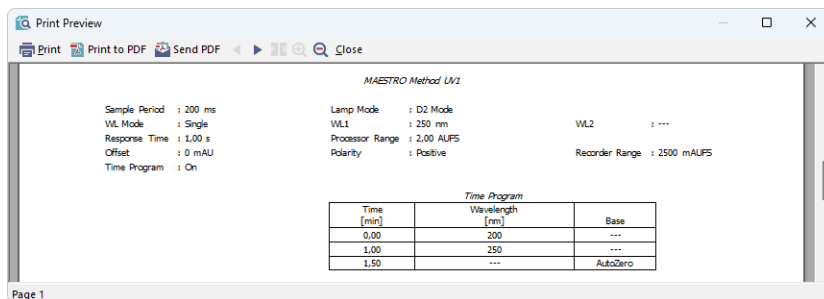 Print Preview
Print Print to PDF Send PDF Close
MAESTRO Method UV1
Sample Period : 200 ms Lamp Mode : D2 Mode
WL Mode : Single WL1 : 250 nm WL2 : ---
Response Time : 1,00 s Processor Range : 2,00 AUFS
Offset : 0 mAU Polarity : Positive Recorder Range : 2500 mAUFS
Time Program : On
Time Program
Time Wavelength
[min] [nm] Base
0,00 200 ---
1,00 250 ---
1,50 --- AutoZero
Page 1